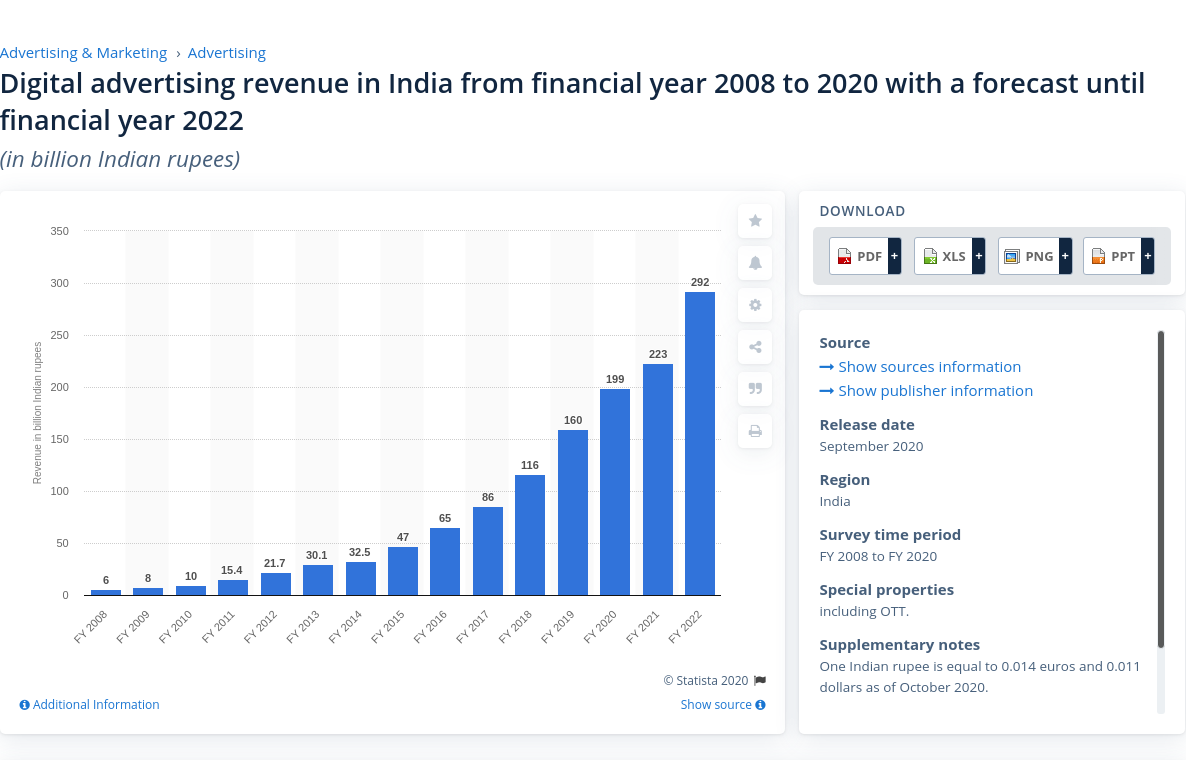 Advertising & Marketing › Advertising
Digital advertising revenue in India from financial year 2008 to 2020 with a forecast until
financial year 2022
(in billion Indian rupees)
Revenue in billion Indian rupees
350
300
250
200
150
100
50
0
6
8
10
15.4
21.7
30.1
32.5
47
65
86
116
160
199
223
292
FY 2008
FY 2009
FY 2010
FY 2011
FY 2012
FY 2013
FY 2014
FY 2015
FY 2016
FY 2017
FY 2018
FY 2019
FY 2020
FY 2021
FY 2022
© Statista 2020
Additional Information
Show source
DOWNLOAD
PDF +
XLS +
PNG +
PPT +
Source
Show sources information
Show publisher information
Release date
September 2020
Region
India
Survey time period
FY 2008 to FY 2020
Special properties
including OTT.
Supplementary notes
One Indian rupee is equal to 0.014 euros and 0.011
dollars as of October 2020.